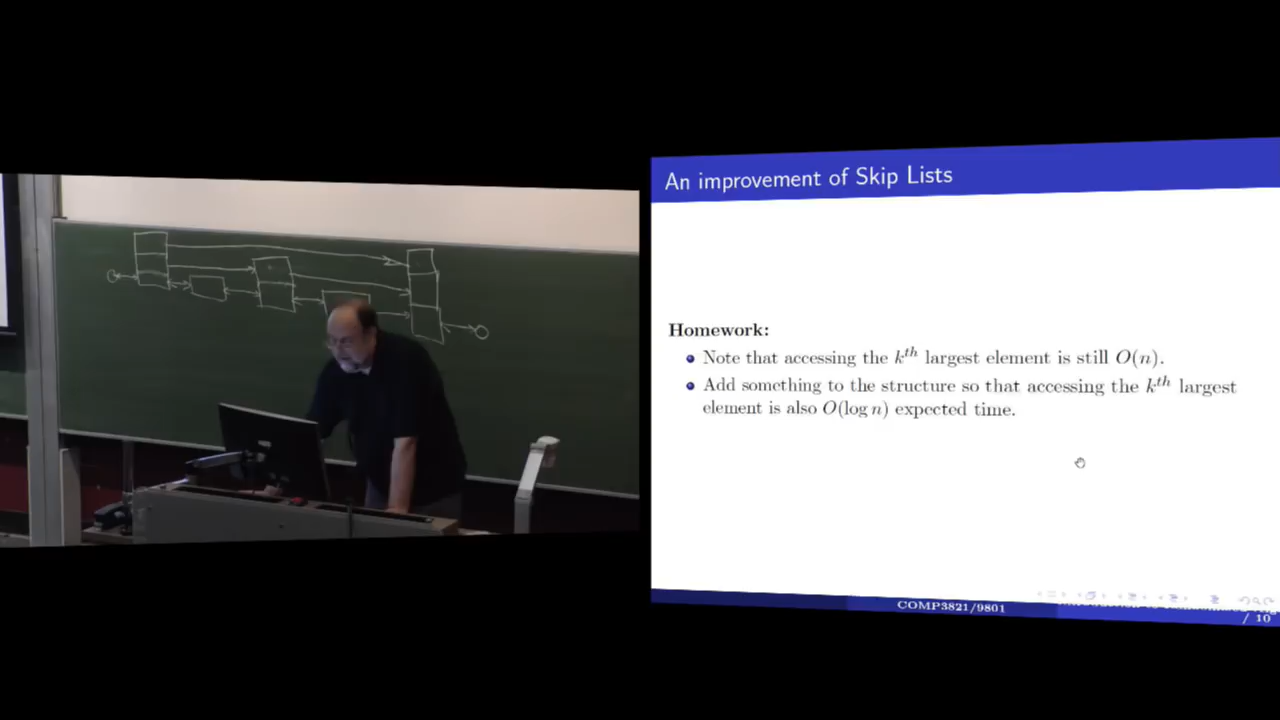 An improvement of Skip Lists
Homework:
Note that accessing the kᵗʰ largest element is still O(n).
Add something to the structure so that accessing the kᵗʰ largest
element is also O(log n) expected time.
COMP3821/9801
/ 10